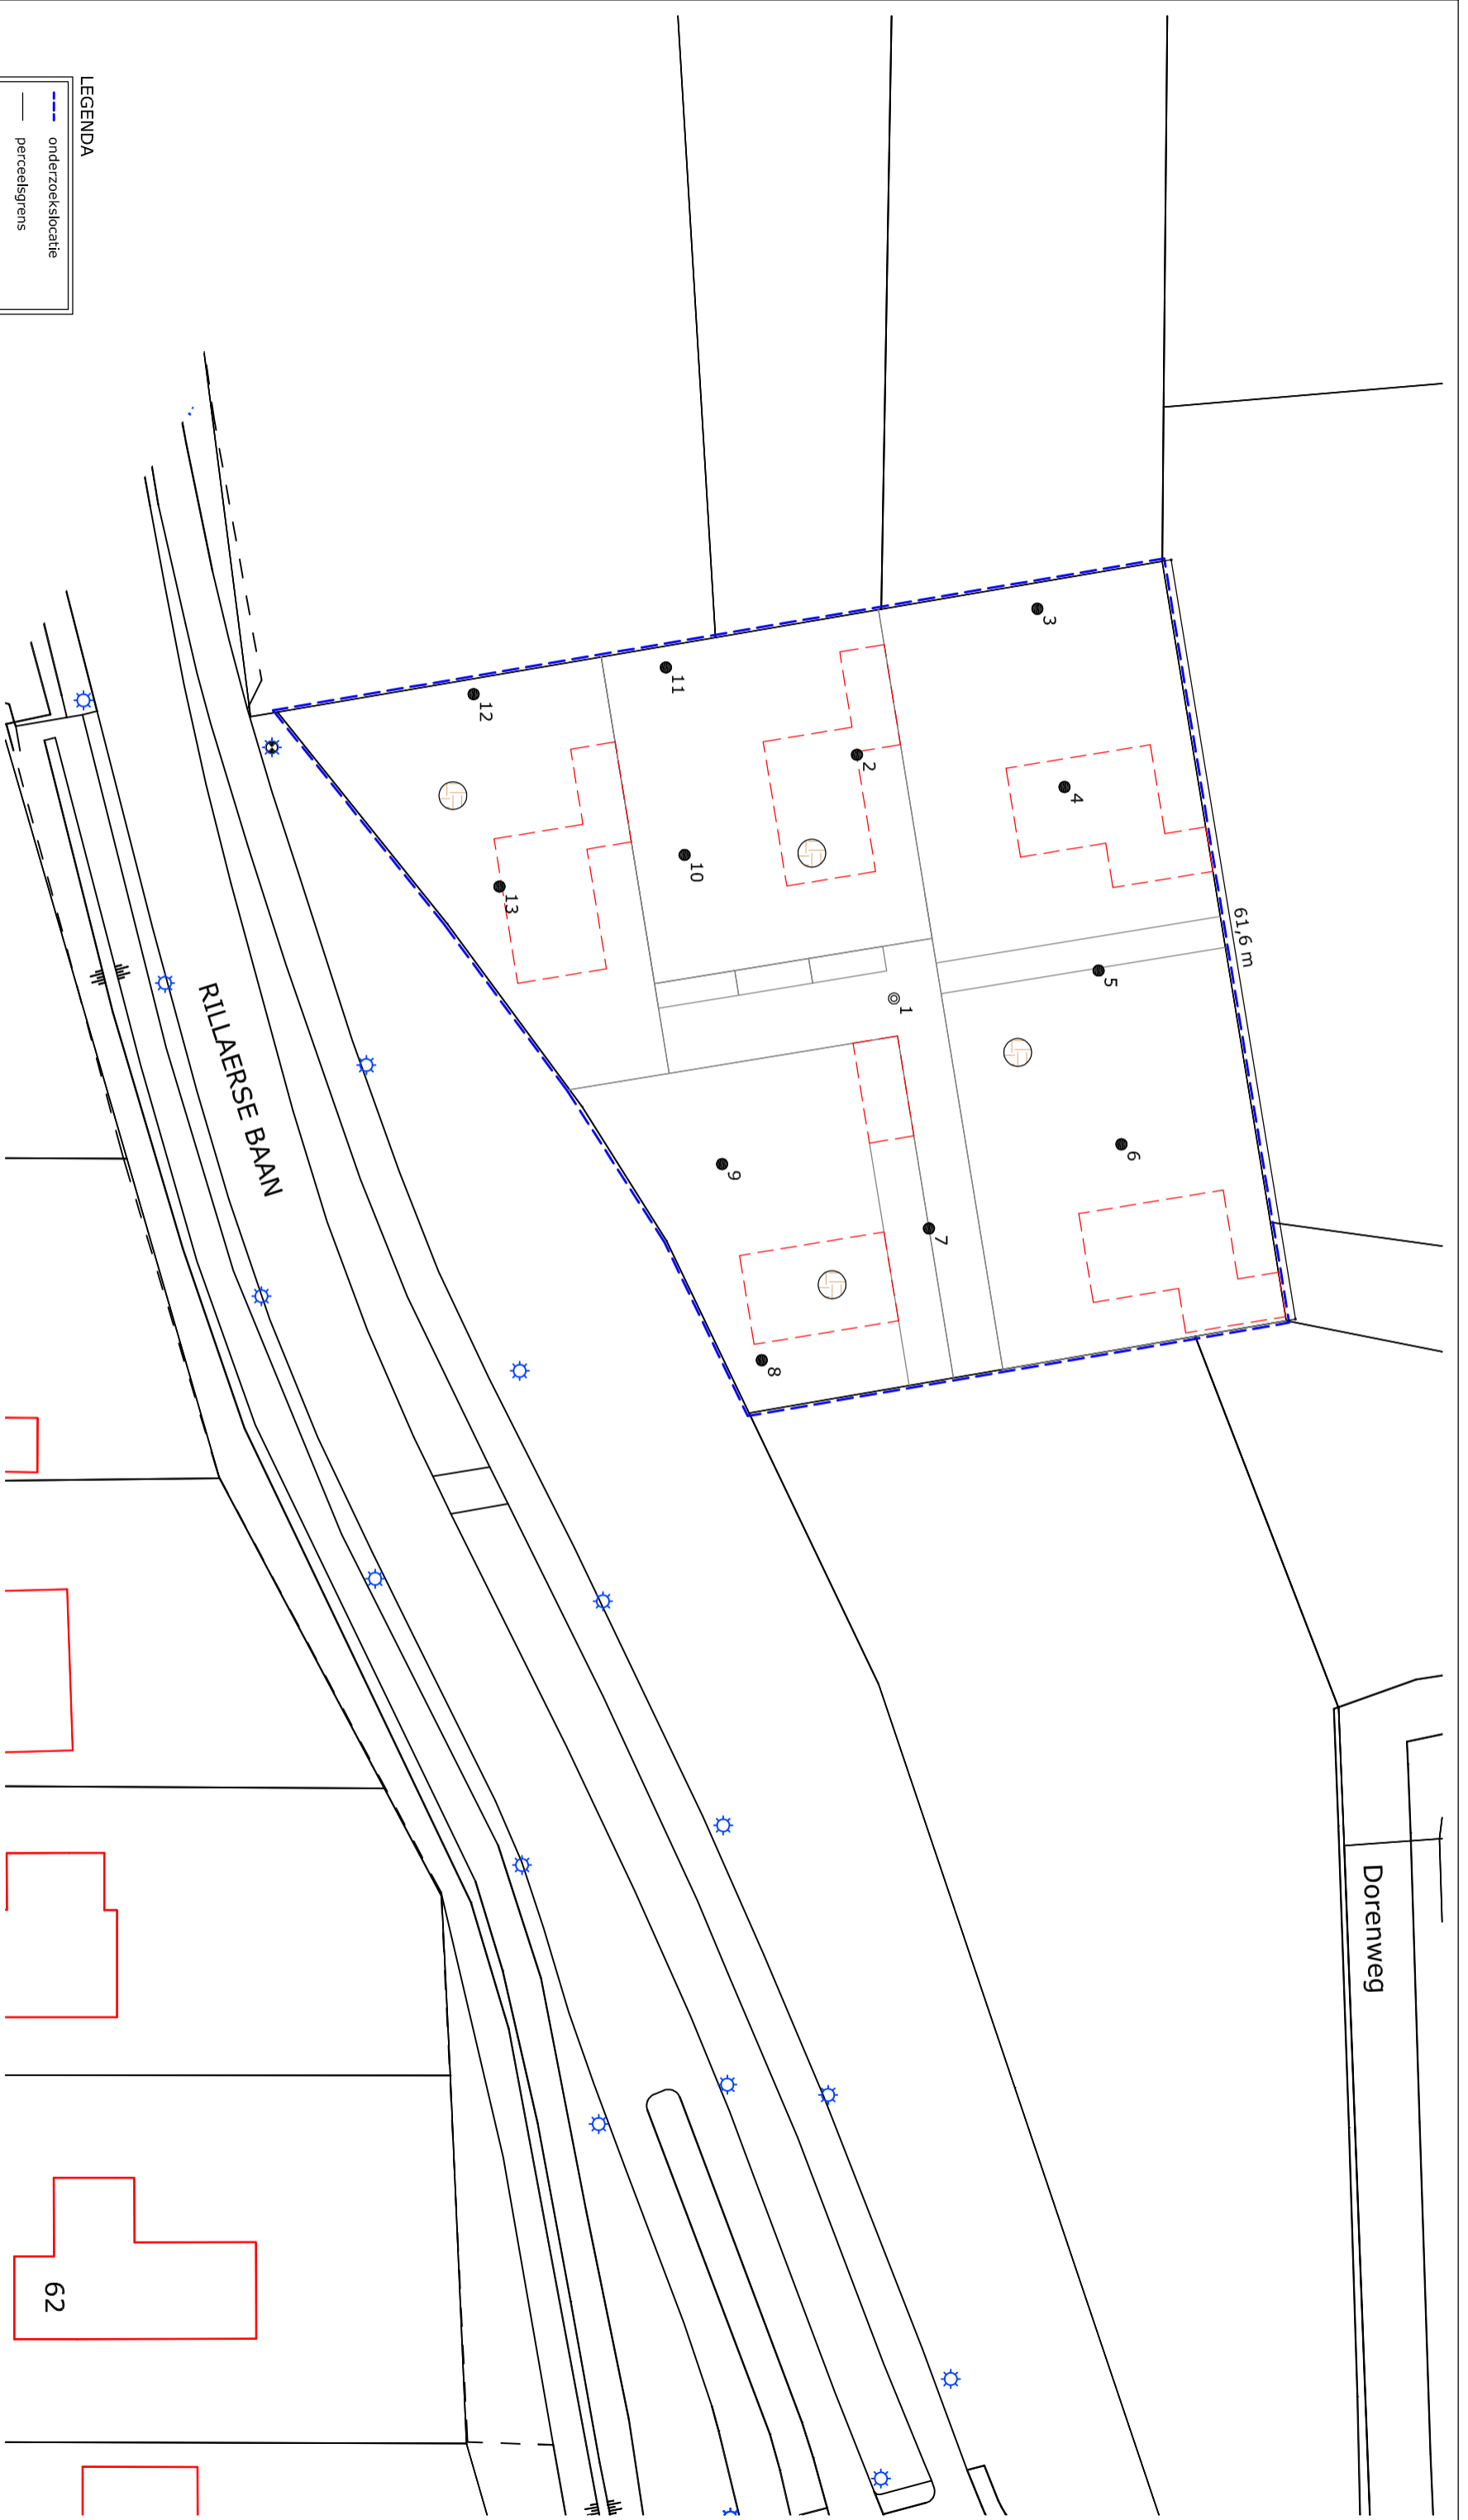 LEGENDA
onderzoekslocatie
perceelsgrens
61,6 m
3
4
5
6
2
1
7
11
10
9
8
12
13
RILLAERSE BAAN
Dorenweg
62